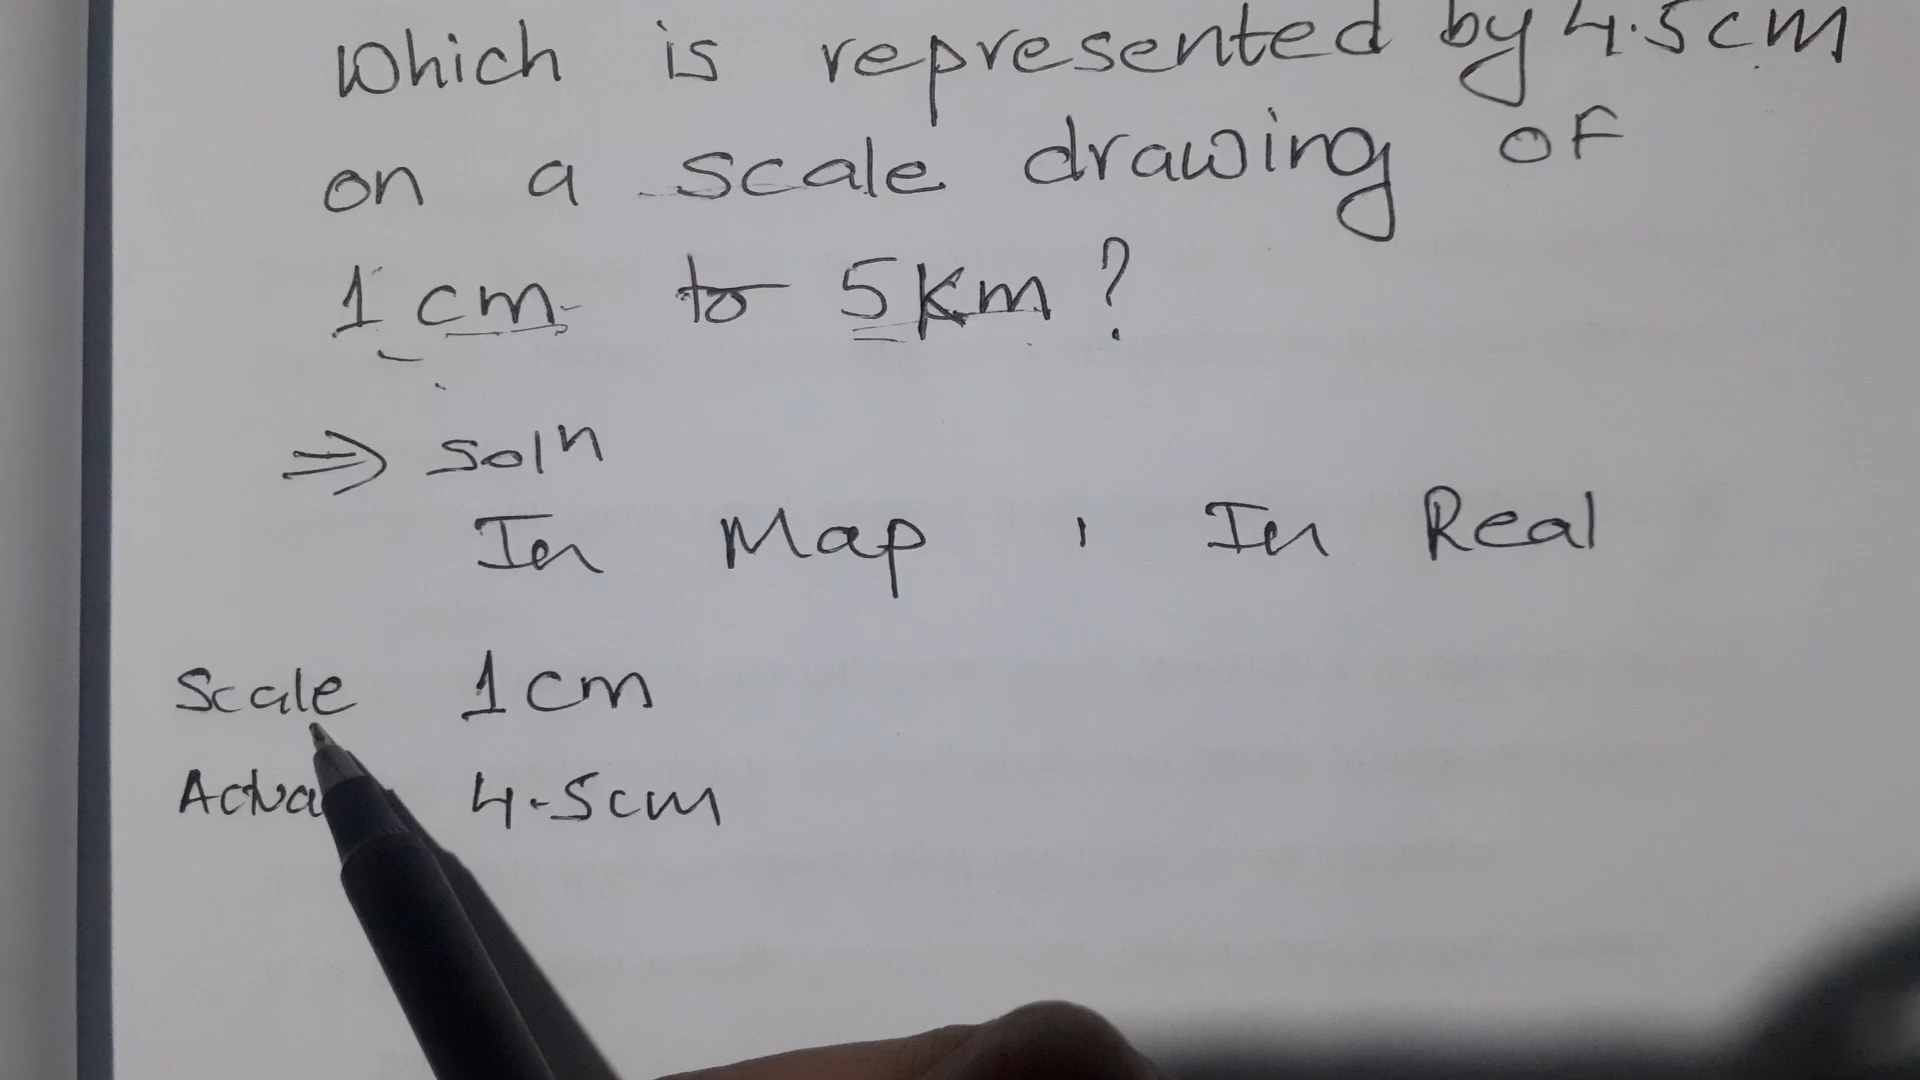 Which is represented by 4.5cm
on a scale drawing of
1 cm to 5km?
⇒ soln
In Map , In Real
Scale 1cm
Actua 4.5cm